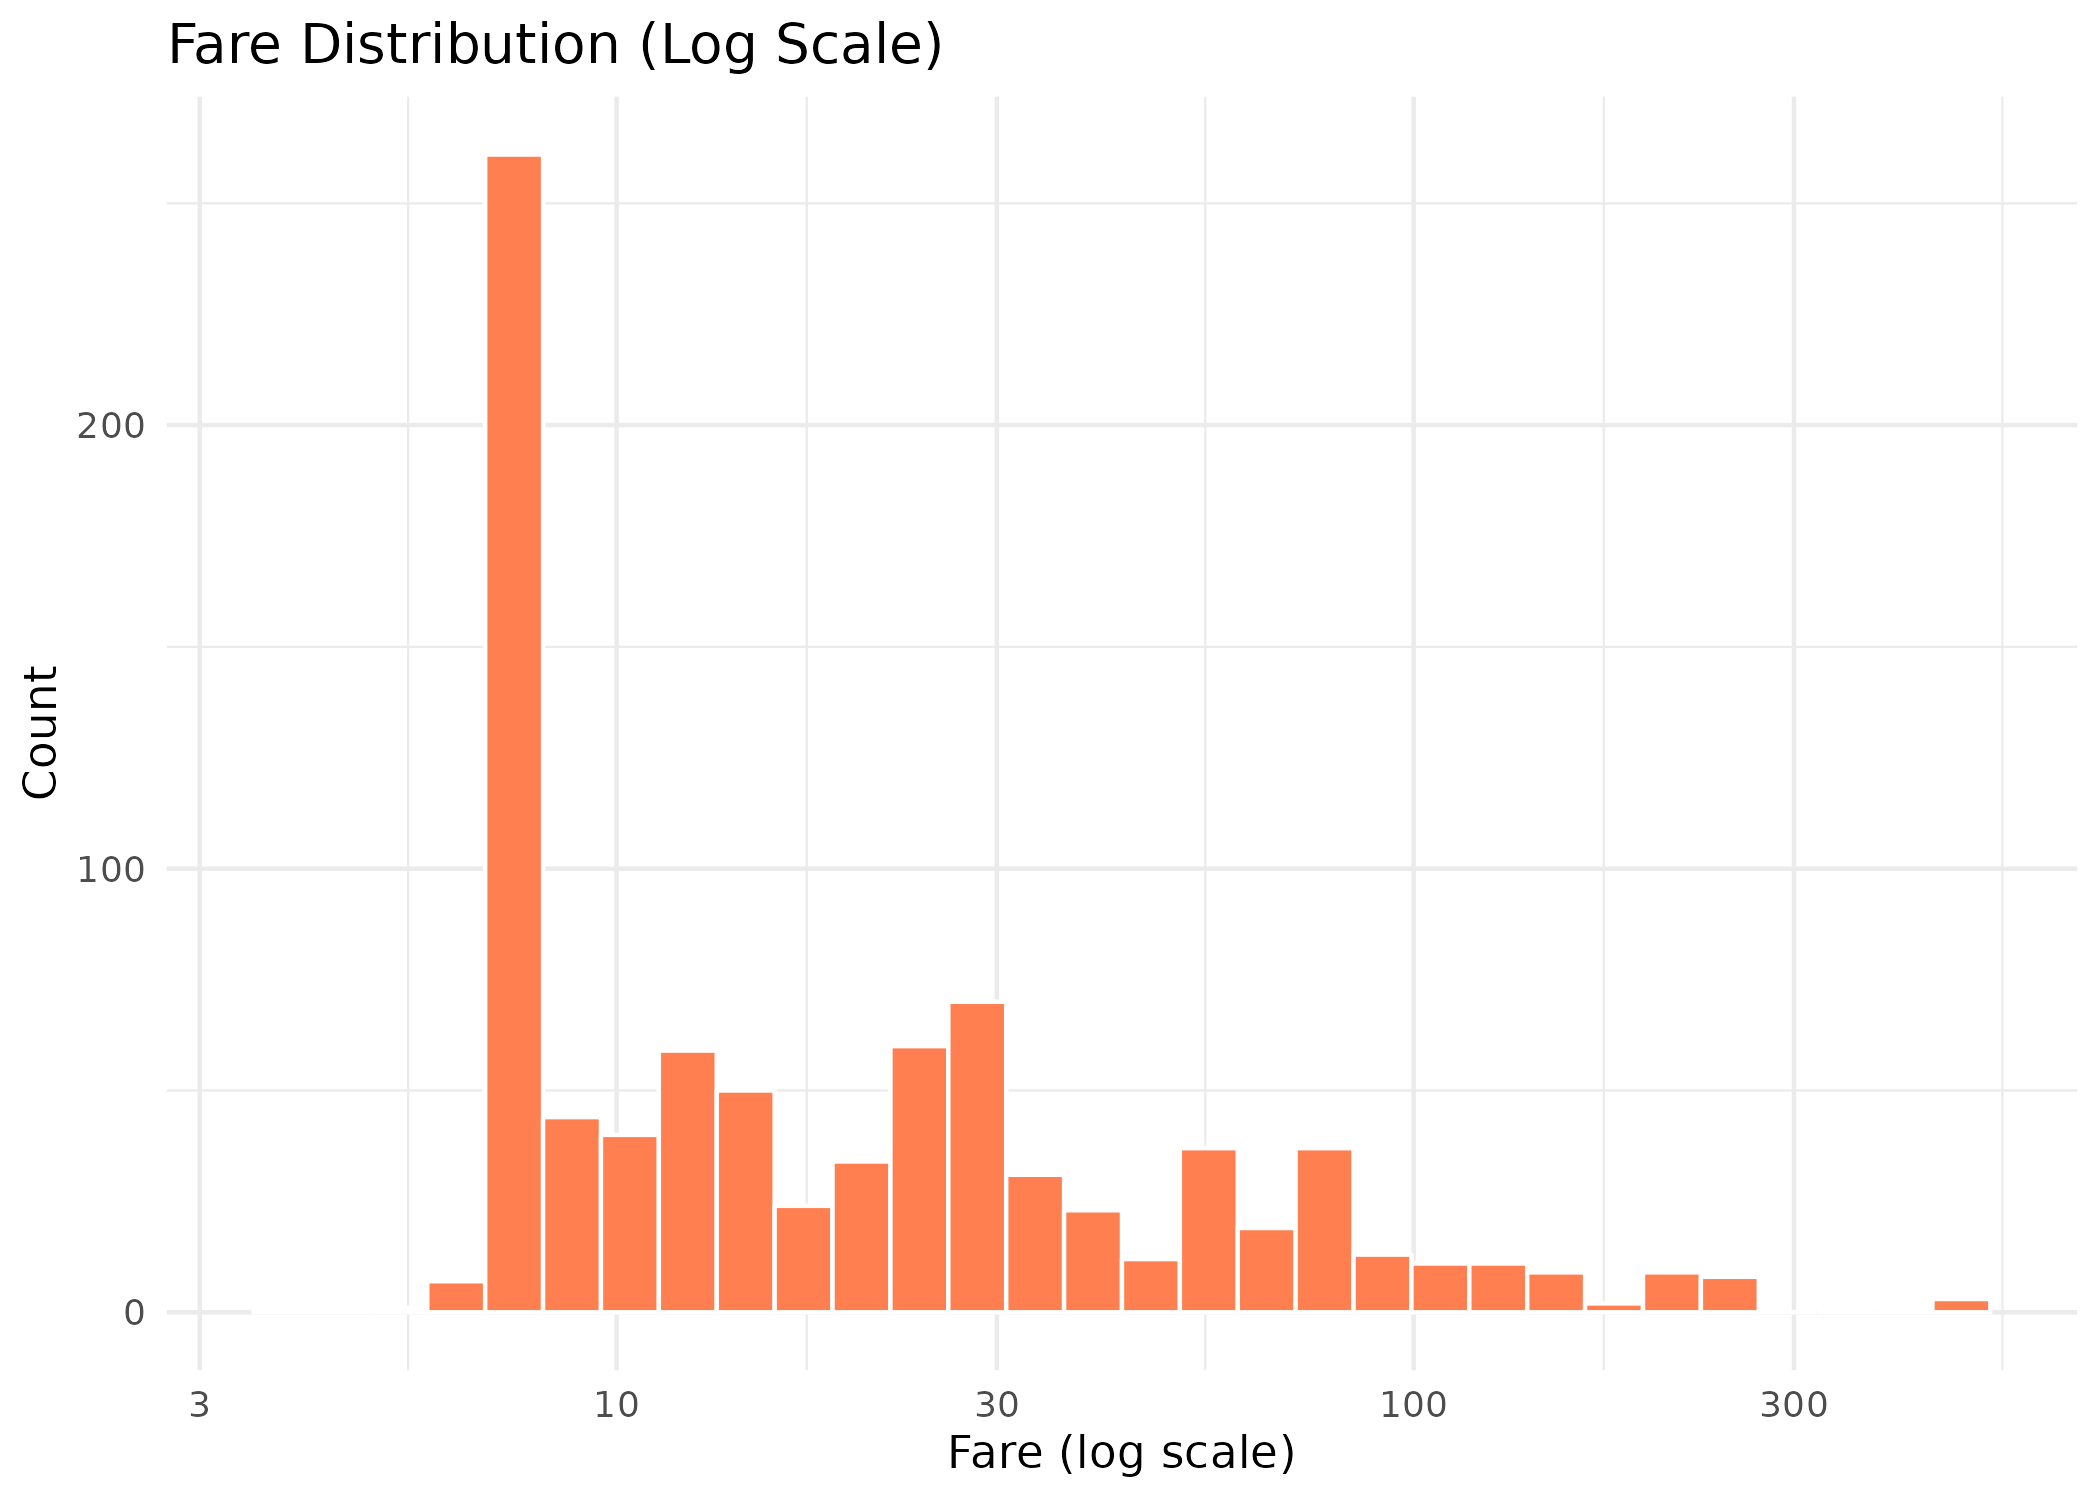 Fare Distribution (Log Scale)
Count
200
100
0
3 10 30 100 300
Fare (log scale)